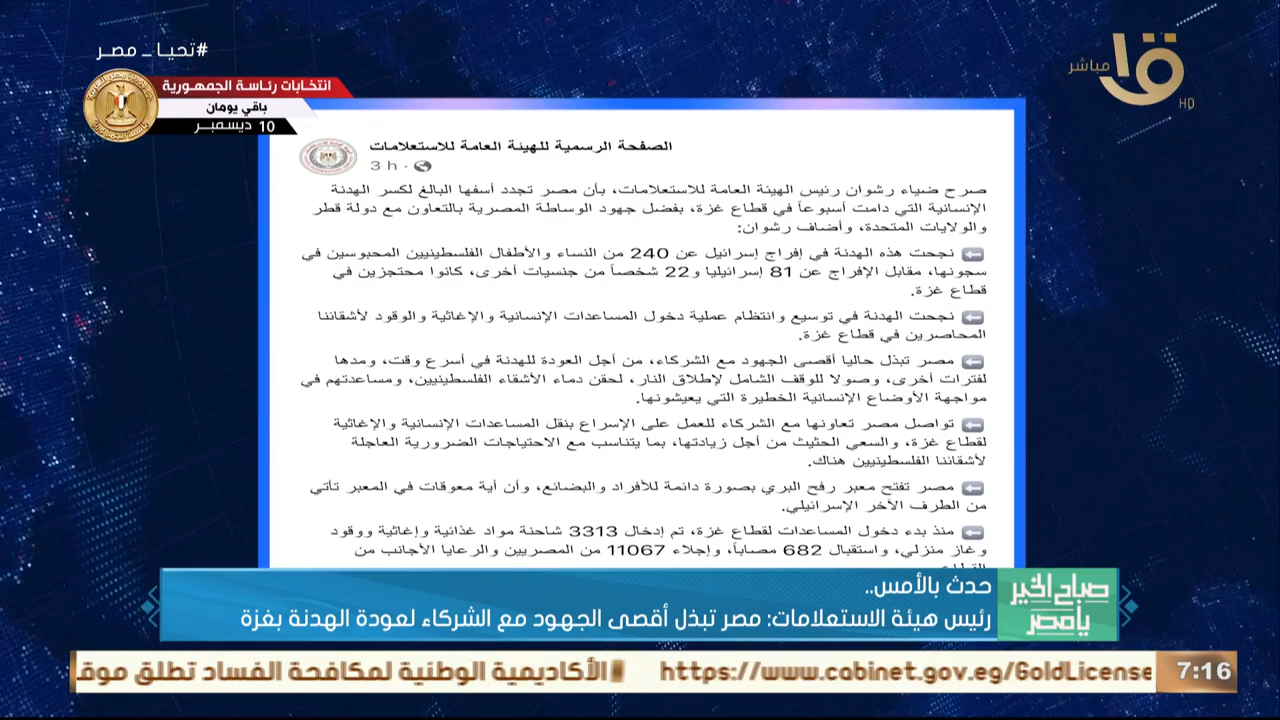 #تحيا_مصر
انتخابات رئاسة الجمهورية
باقي يومان
10 ديسمبر
مباشر
HD
الصفحة الرسمية للهيئة العامة للاستعلامات
3 h ·
صرح ضياء رشوان رئيس الهيئة العامة للاستعلامات، بأن مصر تجدد أسفها البالغ لكسر الهدنة
الإنسانية التي دامت أسبوعاً في قطاع غزة، بفضل جهود الوساطة المصرية بالتعاون مع دولة قطر
والولايات المتحدة، وأضاف رشوان:
نجحت هذه الهدنة في إفراج إسرائيل عن 240 من النساء والأطفال الفلسطينيين المحبوسين في
سجونها، مقابل الإفراج عن 81 إسرائيليا و22 شخصاً من جنسيات أخرى، كانوا محتجزين في
قطاع غزة.
نجحت الهدنة في توسيع وانتظام عملية دخول المساعدات الإنسانية والإغاثية والوقود لأشقائنا
المحاصرين في قطاع غزة.
مصر تبذل حاليا أقصى الجهود مع الشركاء، من أجل العودة للهدنة في أسرع وقت، ومدها
لفترات أخرى، وصولا للوقف الشامل لإطلاق النار، لحقن دماء الأشقاء الفلسطينيين، ومساعدتهم في
مواجهة الأوضاع الإنسانية الخطيرة التي يعيشونها.
تواصل مصر تعاونها مع الشركاء للعمل على الإسراع بنقل المساعدات الإنسانية والإغاثية
لقطاع غزة، والسعي الحثيث من أجل زيادتها، بما يتناسب مع الاحتياجات الضرورية العاجلة
لأشقائنا الفلسطينيين هناك.
مصر تفتح معبر رفح البري بصورة دائمة للأفراد والبضائع، وأن أية معوقات في المعبر تأتي
من الطرف الآخر الإسرائيلي.
منذ بدء دخول المساعدات لقطاع غزة، تم إدخال 3313 شاحنة مواد غذائية وإغاثية ووقود
وغاز منزلي، واستقبال 682 مصاباً، وإجلاء 11067 من المصريين والرعايا الأجانب من
حدث بالأمس..
رئيس هيئة الاستعلامات: مصر تبذل أقصى الجهود مع الشركاء لعودة الهدنة بغزة
صباح الخير
يا مصر
https://www.cabinet.gov.eg/GoldLicense الأكاديمية الوطنية لمكافحة الفساد تطلق موق
7:16